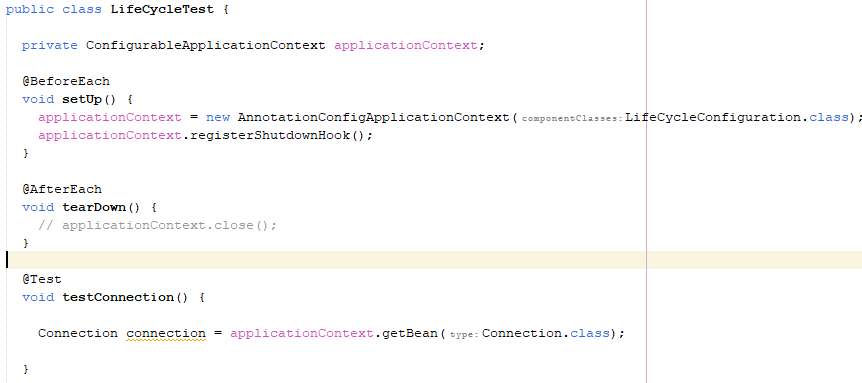 public class LifeCycleTest {
private ConfigurableApplicationContext applicationContext;
@BeforeEach
void setUp() {
applicationContext = new AnnotationConfigApplicationContext( componentClasses: LifeCycleConfiguration.class);
applicationContext.registerShutdownHook();
}
@AfterEach
void tearDown() {
// applicationContext.close();
}
@Test
void testConnection() {
Connection connection = applicationContext.getBean( type: Connection.class);
}